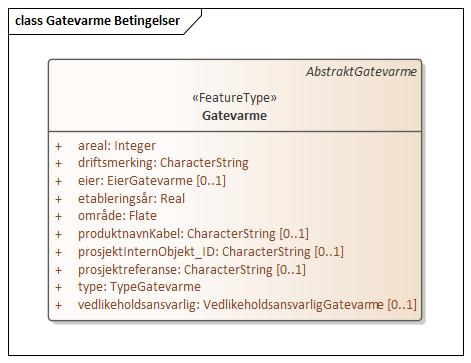 class Gatevarme Betingelser
AbstraktGatevarme
«FeatureType»
Gatevarme
+ areal: Integer
+ driftsmerking: CharacterString
+ eier: EierGatevarme [0..1]
+ etableringsår: Real
+ område: Flate
+ produktnavnKabel: CharacterString [0..1]
+ prosjektInternObjekt_ID: CharacterString [0..1]
+ prosjektreferanse: CharacterString [0..1]
+ type: TypeGatevarme
+ vedlikeholdsansvarlig: VedlikeholdsansvarligGatevarme [0..1]